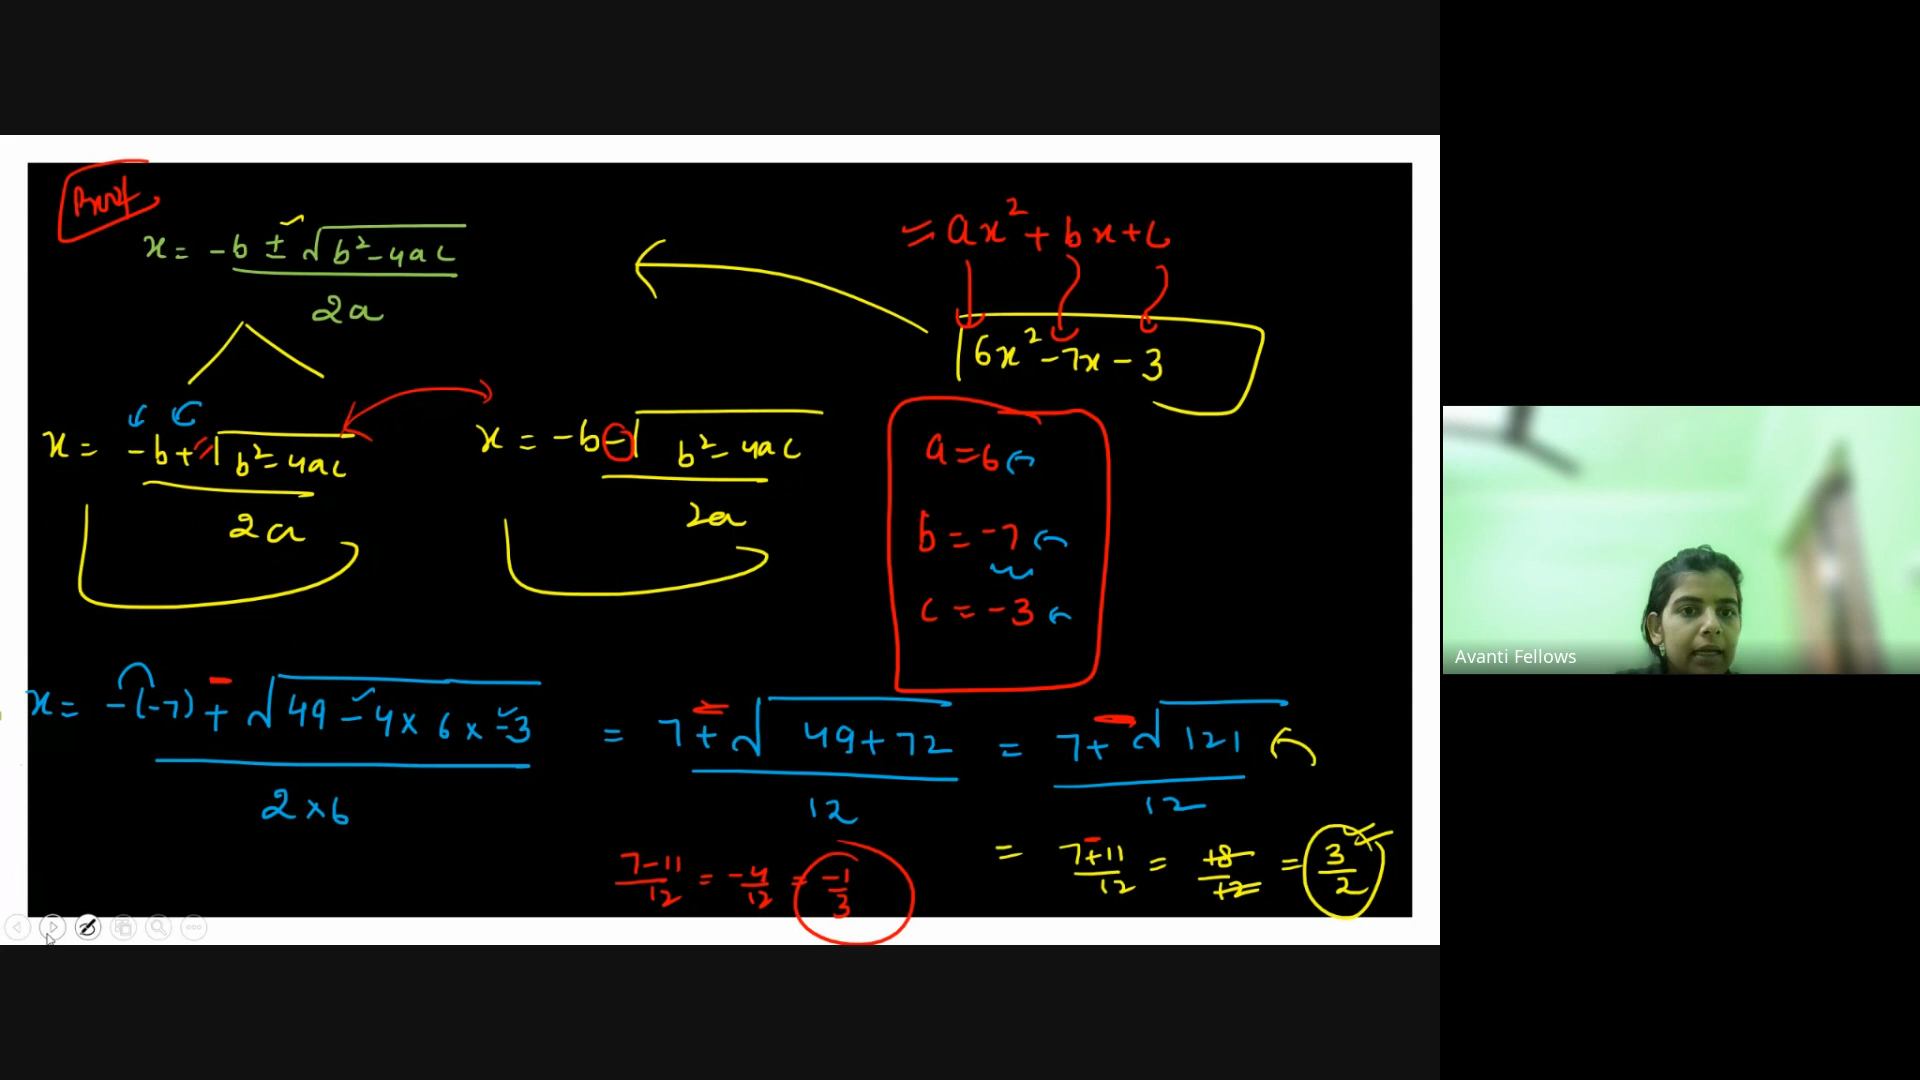 Proof
x = -b ± √b²-4ac
2a
≈ ax² + bx + c
6x² - 7x - 3
x = -b + √b²-4ac
2a
x = -b - √b²-4ac
2a
a = 6
b = -7
c = -3
x = -(-7) + √49 - 4 × 6 × -3 = 7 + √49 + 72 = 7 + √121
2 × 6 12 12
= 7+11/12 = 18/12 = 3/2
7-11/12 = -4/12 = -1/3
Avanti Fellows